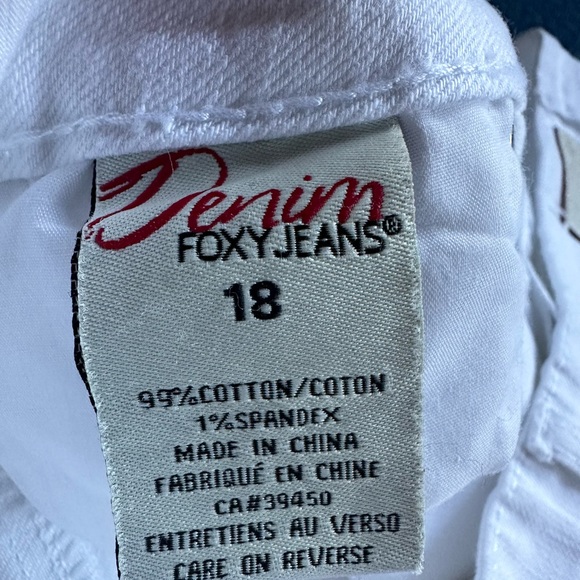 Denim
FOXY JEANS®
18
99%COTTON/COTON
1%SPANDEX
MADE IN CHINA
FABRIQUÉ EN CHINE
CA#39450
ENTRETIENS AU VERSO
CARE ON REVERSE